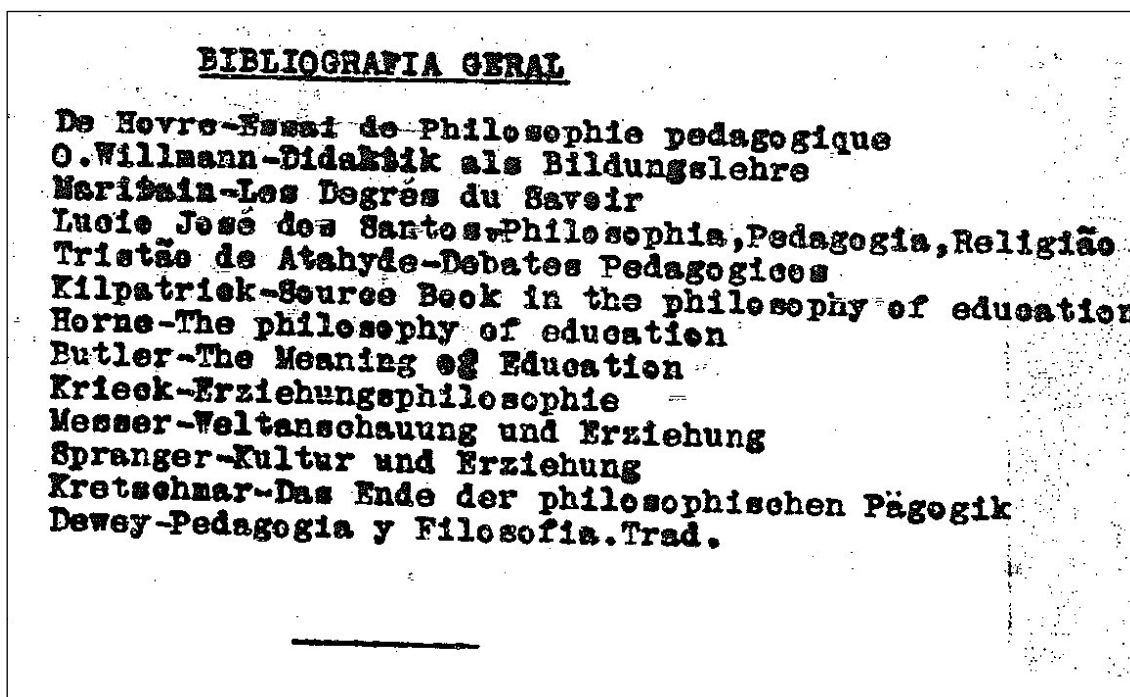 BIBLIOGRAFIA GERAL
De Hovre-Essai de Philosophie pedagogique
O.Willmann-Didaktik als Bildungslehre
Maritain-Les Degrés du Savoir
Lucio José dos Santos-Philosophia,Pedagogia,Religião
Tristão de Atahyde-Debates Pedagogicos
Kilpatrick-Source Book in the philosophy of education
Horne-The philosophy of education
Butler-The Meaning of Education
Krieck-Erziehungsphilosophie
Messer-Weltanschauung und Erziehung
Spranger-Kultur und Erziehung
Kretschmar-Das Ende der philosophischen Pägogik
Dewey-Pedagogia y Filosofia.Trad.